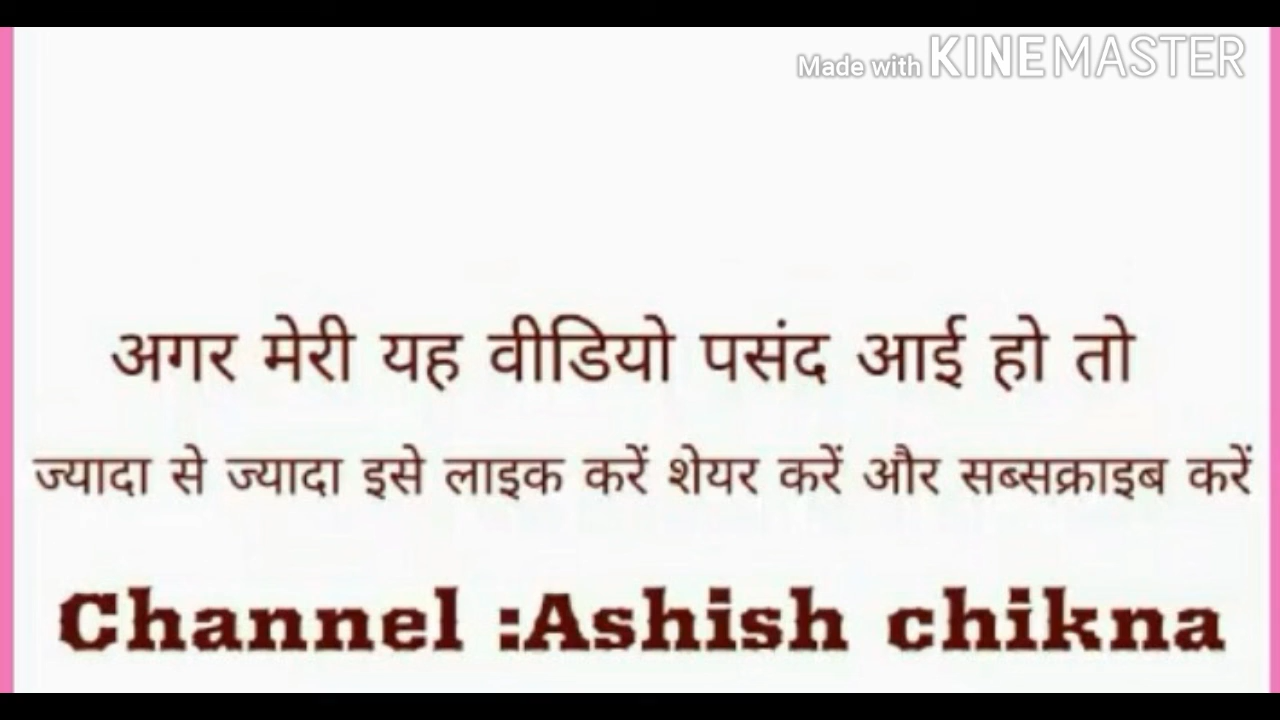 Made with KINEMASTER
अगर मेरी यह वीडियो पसंद आई हो तो
ज्यादा से ज्यादा इसे लाइक करें शेयर करें और सब्सक्राइब करें
Channel :Ashish chikna